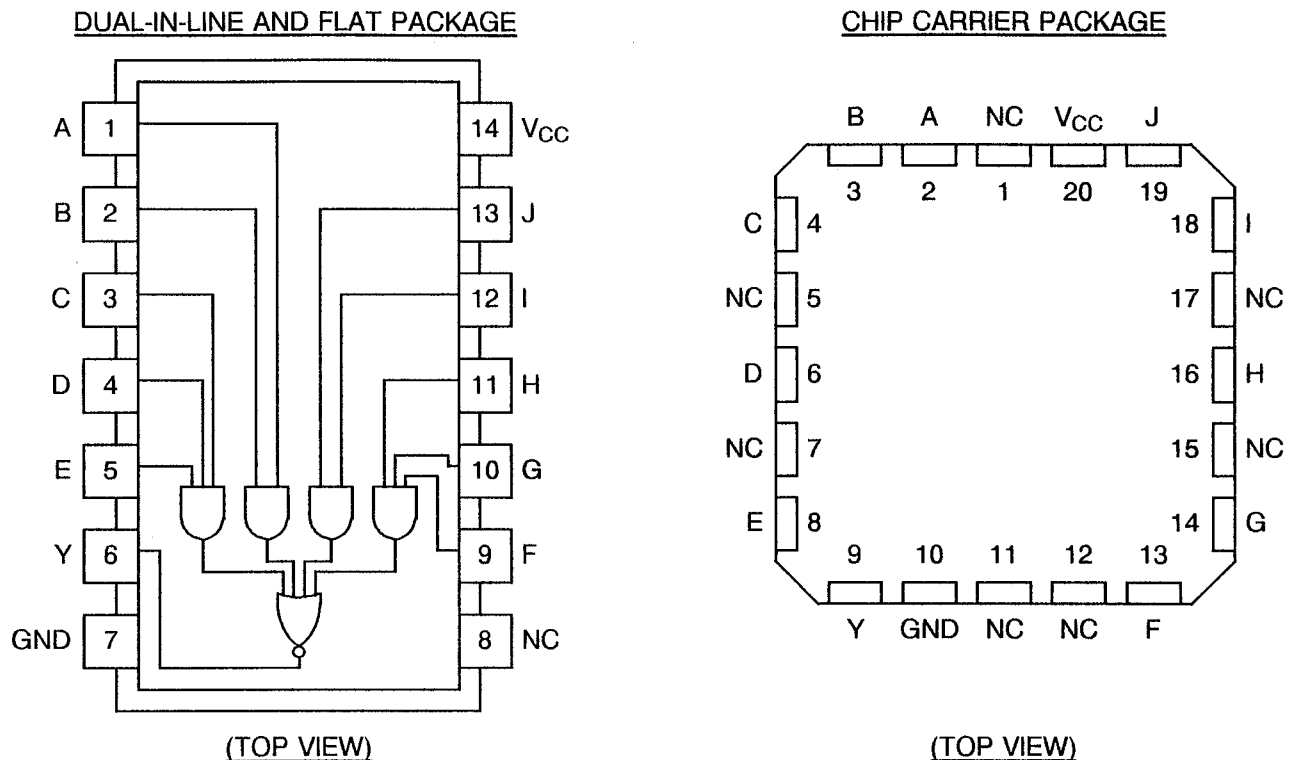 DUAL-IN-LINE AND FLAT PACKAGE
A 1 14 VCC
B 2 13 J
C 3 12 I
D 4 11 H
E 5 10 G
Y 6 9 F
GND 7 8 NC
(TOP VIEW)
CHIP CARRIER PACKAGE
B A NC VCC J
3 2 1 20 19
C 4 18 I
NC 5 17 NC
D 6 16 H
NC 7 15 NC
E 8 14 G
9 10 11 12 13
Y GND NC NC F
(TOP VIEW)